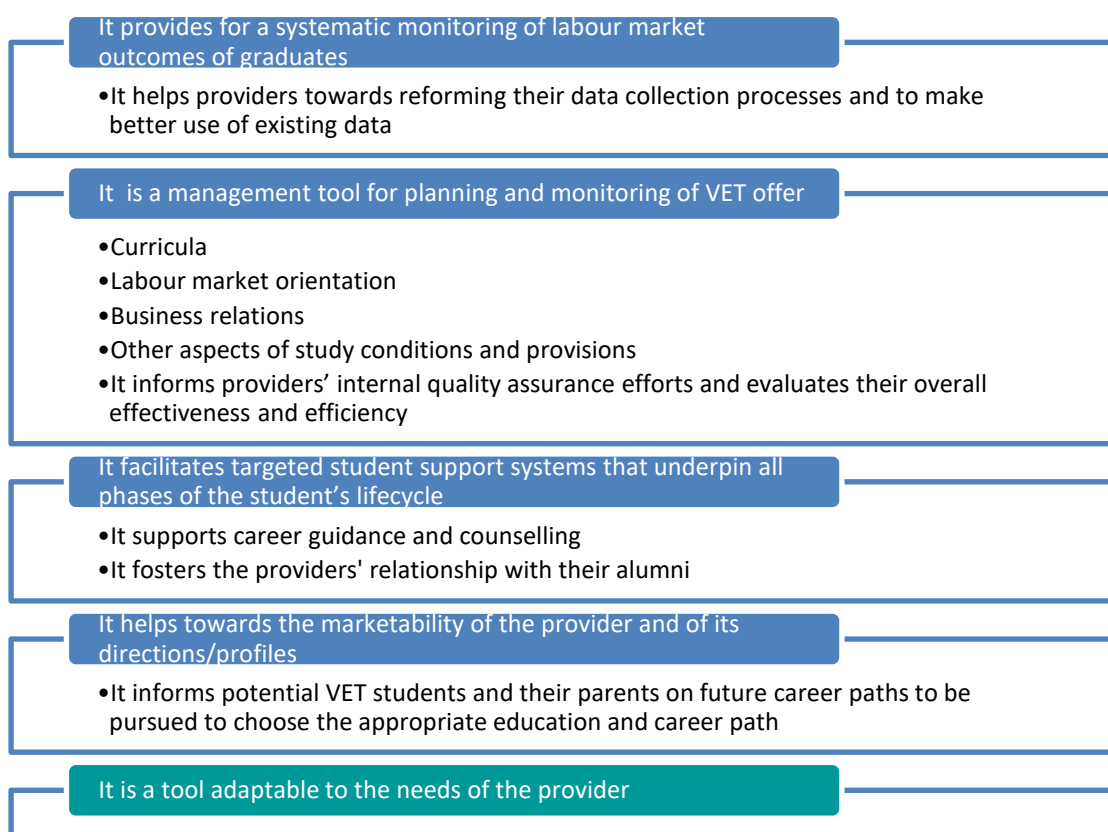 It provides for a systematic monitoring of labour market
outcomes of graduates
•It helps providers towards reforming their data collection processes and to make
better use of existing data
It  is a management tool for planning and monitoring of VET offer
•Curricula
•Labour market orientation
•Business relations
•Other aspects of study conditions and provisions
•It informs providers’ internal quality assurance efforts and evaluates their overall
effectiveness and efficiency
It facilitates targeted student support systems that underpin all
phases of the student’s lifecycle
•It supports career guidance and counselling
•It fosters the providers' relationship with their alumni
It helps towards the marketability of the provider and of its
directions/profiles
•It informs potential VET students and their parents on future career paths to be
pursued to choose the appropriate education and career path
It is a tool adaptable to the needs of the provider